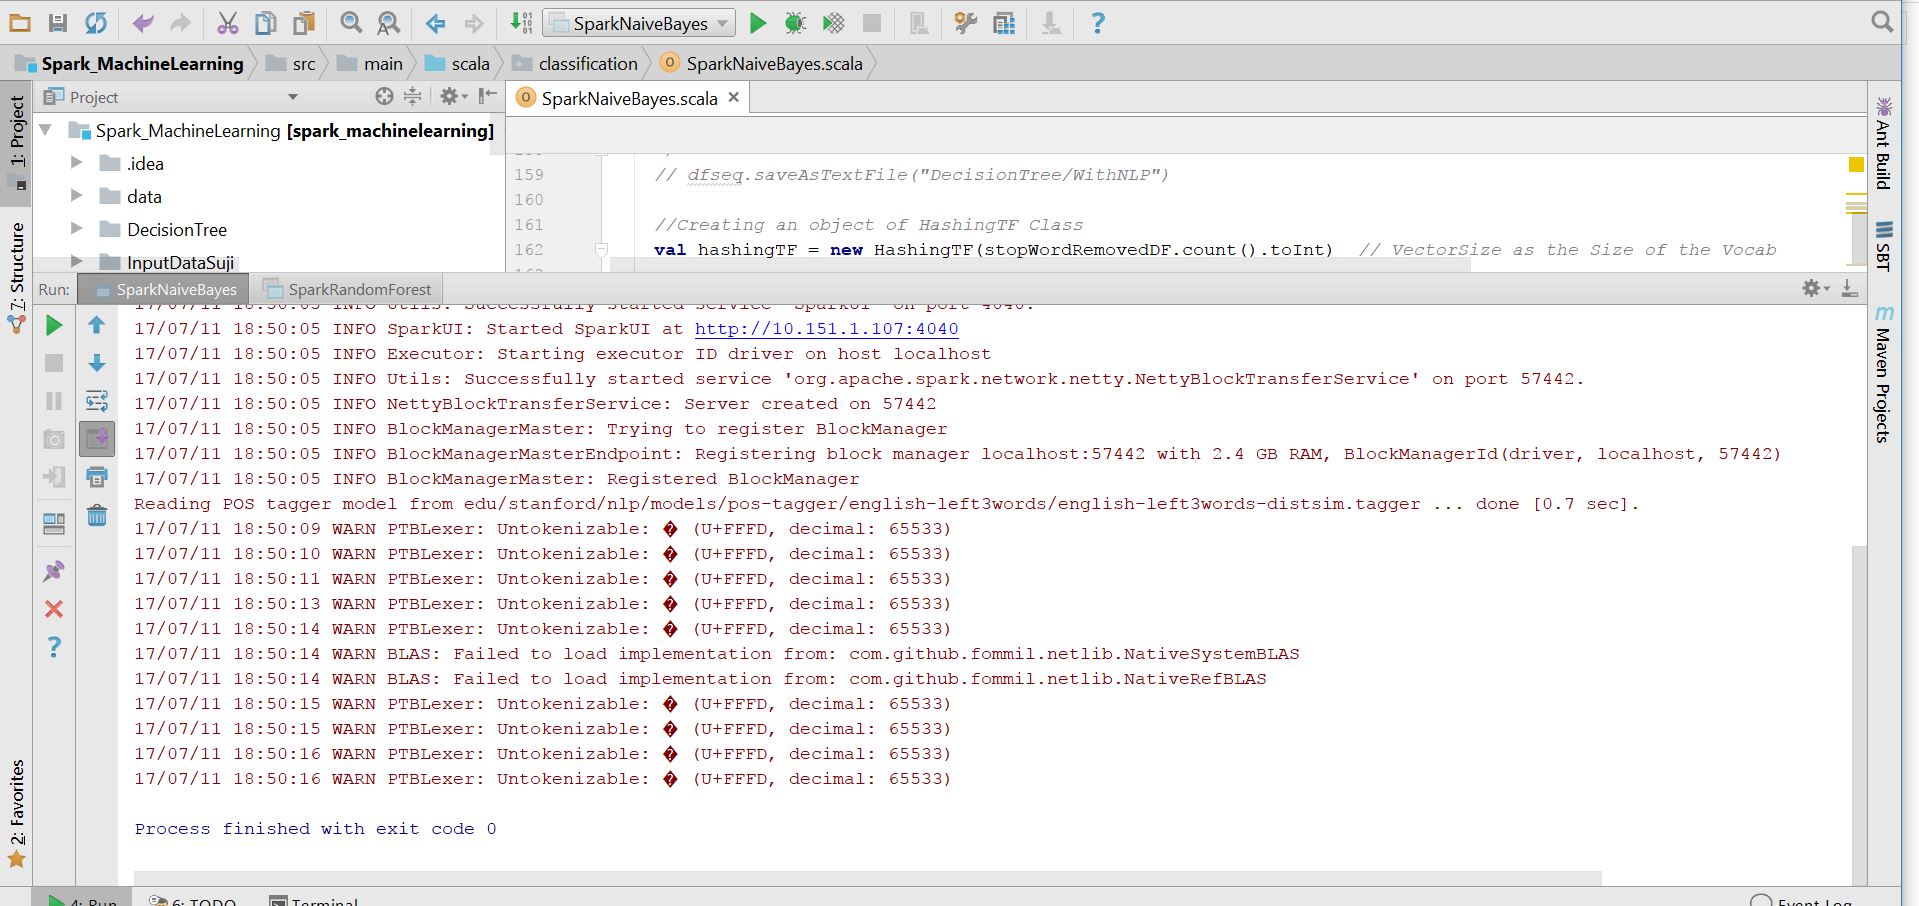 SparkNaiveBayes
Spark_MachineLearning
src
main
scala
classification
SparkNaiveBayes.scala
Project
SparkNaiveBayes.scala
1: Project
7: Structure
2: Favorites
Spark_MachineLearning [spark_machinelearning]
.idea
data
DecisionTree
InputDataSuji
159 // dfseq.saveAsTextFile("DecisionTree/WithNLP")
160
161 //Creating an object of HashingTF Class
162 val hashingTF = new HashingTF(stopWordRemovedDF.count().toInt) // VectorSize as the Size of the Vocab
Ant Build
SBT
Maven Projects
Run: SparkNaiveBayes SparkRandomForest
17/07/11 18:50:05 INFO Utils: Successfully started service 'SparkUI' on port 4040.
17/07/11 18:50:05 INFO SparkUI: Started SparkUI at http://10.151.1.107:4040
17/07/11 18:50:05 INFO Executor: Starting executor ID driver on host localhost
17/07/11 18:50:05 INFO Utils: Successfully started service 'org.apache.spark.network.netty.NettyBlockTransferService' on port 57442.
17/07/11 18:50:05 INFO NettyBlockTransferService: Server created on 57442
17/07/11 18:50:05 INFO BlockManagerMaster: Trying to register BlockManager
17/07/11 18:50:05 INFO BlockManagerMasterEndpoint: Registering block manager localhost:57442 with 2.4 GB RAM, BlockManagerId(driver, localhost, 57442)
17/07/11 18:50:05 INFO BlockManagerMaster: Registered BlockManager
Reading POS tagger model from edu/stanford/nlp/models/pos-tagger/english-left3words/english-left3words-distsim.tagger ... done [0.7 sec].
17/07/11 18:50:09 WARN PTBLexer: Untokenizable: � (U+FFFD, decimal: 65533)
17/07/11 18:50:10 WARN PTBLexer: Untokenizable: � (U+FFFD, decimal: 65533)
17/07/11 18:50:11 WARN PTBLexer: Untokenizable: � (U+FFFD, decimal: 65533)
17/07/11 18:50:13 WARN PTBLexer: Untokenizable: � (U+FFFD, decimal: 65533)
17/07/11 18:50:14 WARN PTBLexer: Untokenizable: � (U+FFFD, decimal: 65533)
17/07/11 18:50:14 WARN BLAS: Failed to load implementation from: com.github.fommil.netlib.NativeSystemBLAS
17/07/11 18:50:14 WARN BLAS: Failed to load implementation from: com.github.fommil.netlib.NativeRefBLAS
17/07/11 18:50:15 WARN PTBLexer: Untokenizable: � (U+FFFD, decimal: 65533)
17/07/11 18:50:15 WARN PTBLexer: Untokenizable: � (U+FFFD, decimal: 65533)
17/07/11 18:50:16 WARN PTBLexer: Untokenizable: � (U+FFFD, decimal: 65533)
17/07/11 18:50:16 WARN PTBLexer: Untokenizable: � (U+FFFD, decimal: 65533)
Process finished with exit code 0
4: Run
6: TODO
Terminal
Event Log